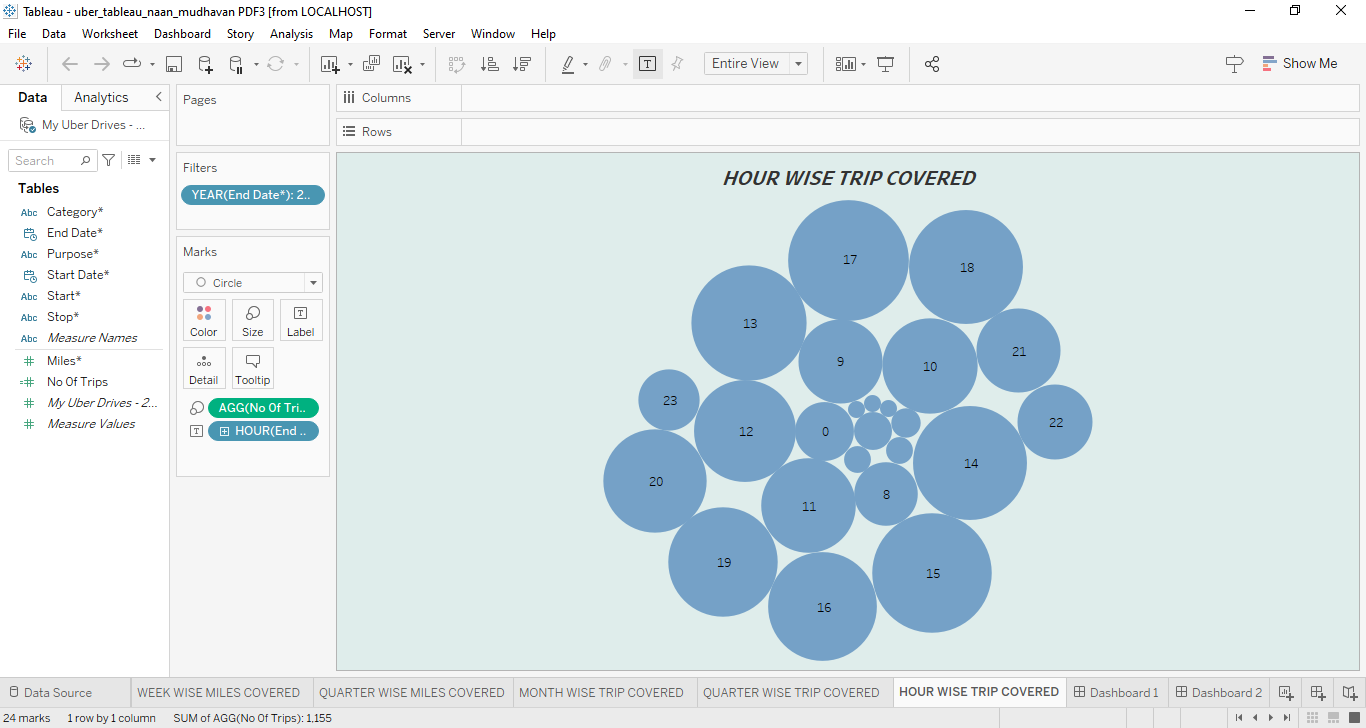 Tableau - uber_tableau_naan_mudhavan PDF3 [from LOCALHOST]
File Data Worksheet Dashboard Story Analysis Map Format Server Window Help
Entire View
Show Me
Data Analytics
My Uber Drives - ...
Search
Tables
Abc Category*
End Date*
Abc Purpose*
Start Date*
Abc Start*
Abc Stop*
Abc Measure Names
# Miles*
=# No Of Trips
# My Uber Drives - 2...
# Measure Values
Pages
Filters
YEAR(End Date*): 2..
Marks
Circle
Color Size Label
Detail Tooltip
AGG(No Of Tri..
HOUR(End ..
Columns
Rows
HOUR WISE TRIP COVERED
17
18
13
9
10
21
23
12
0
22
20
14
11
8
19
15
16
Data Source WEEK WISE MILES COVERED QUARTER WISE MILES COVERED MONTH WISE TRIP COVERED QUARTER WISE TRIP COVERED HOUR WISE TRIP COVERED Dashboard 1 Dashboard 2
24 marks 1 row by 1 column SUM of AGG(No Of Trips): 1,155